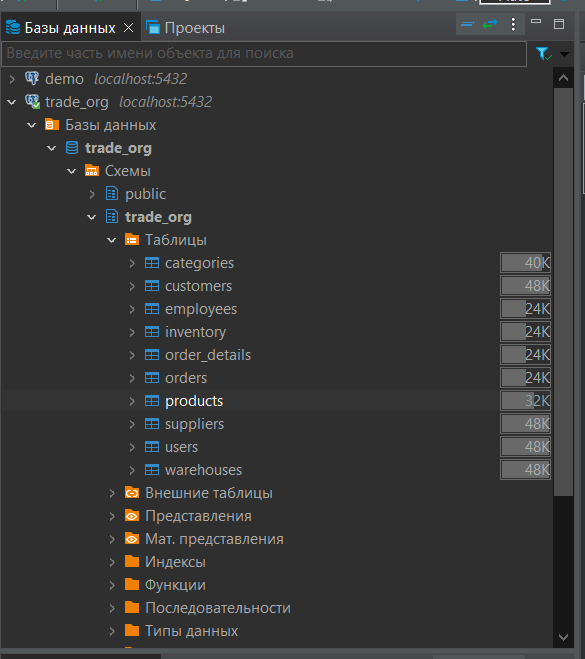 Базы данных Проекты
Введите часть имени объекта для поиска
demo localhost:5432
trade_org localhost:5432
Базы данных
trade_org
Схемы
public
trade_org
Таблицы
categories 40K
customers 48K
employees 24K
inventory 24K
order_details 24K
orders 24K
products 32K
suppliers 48K
users 48K
warehouses 48K
Внешние таблицы
Представления
Мат. представления
Индексы
Функции
Последовательности
Типы данных